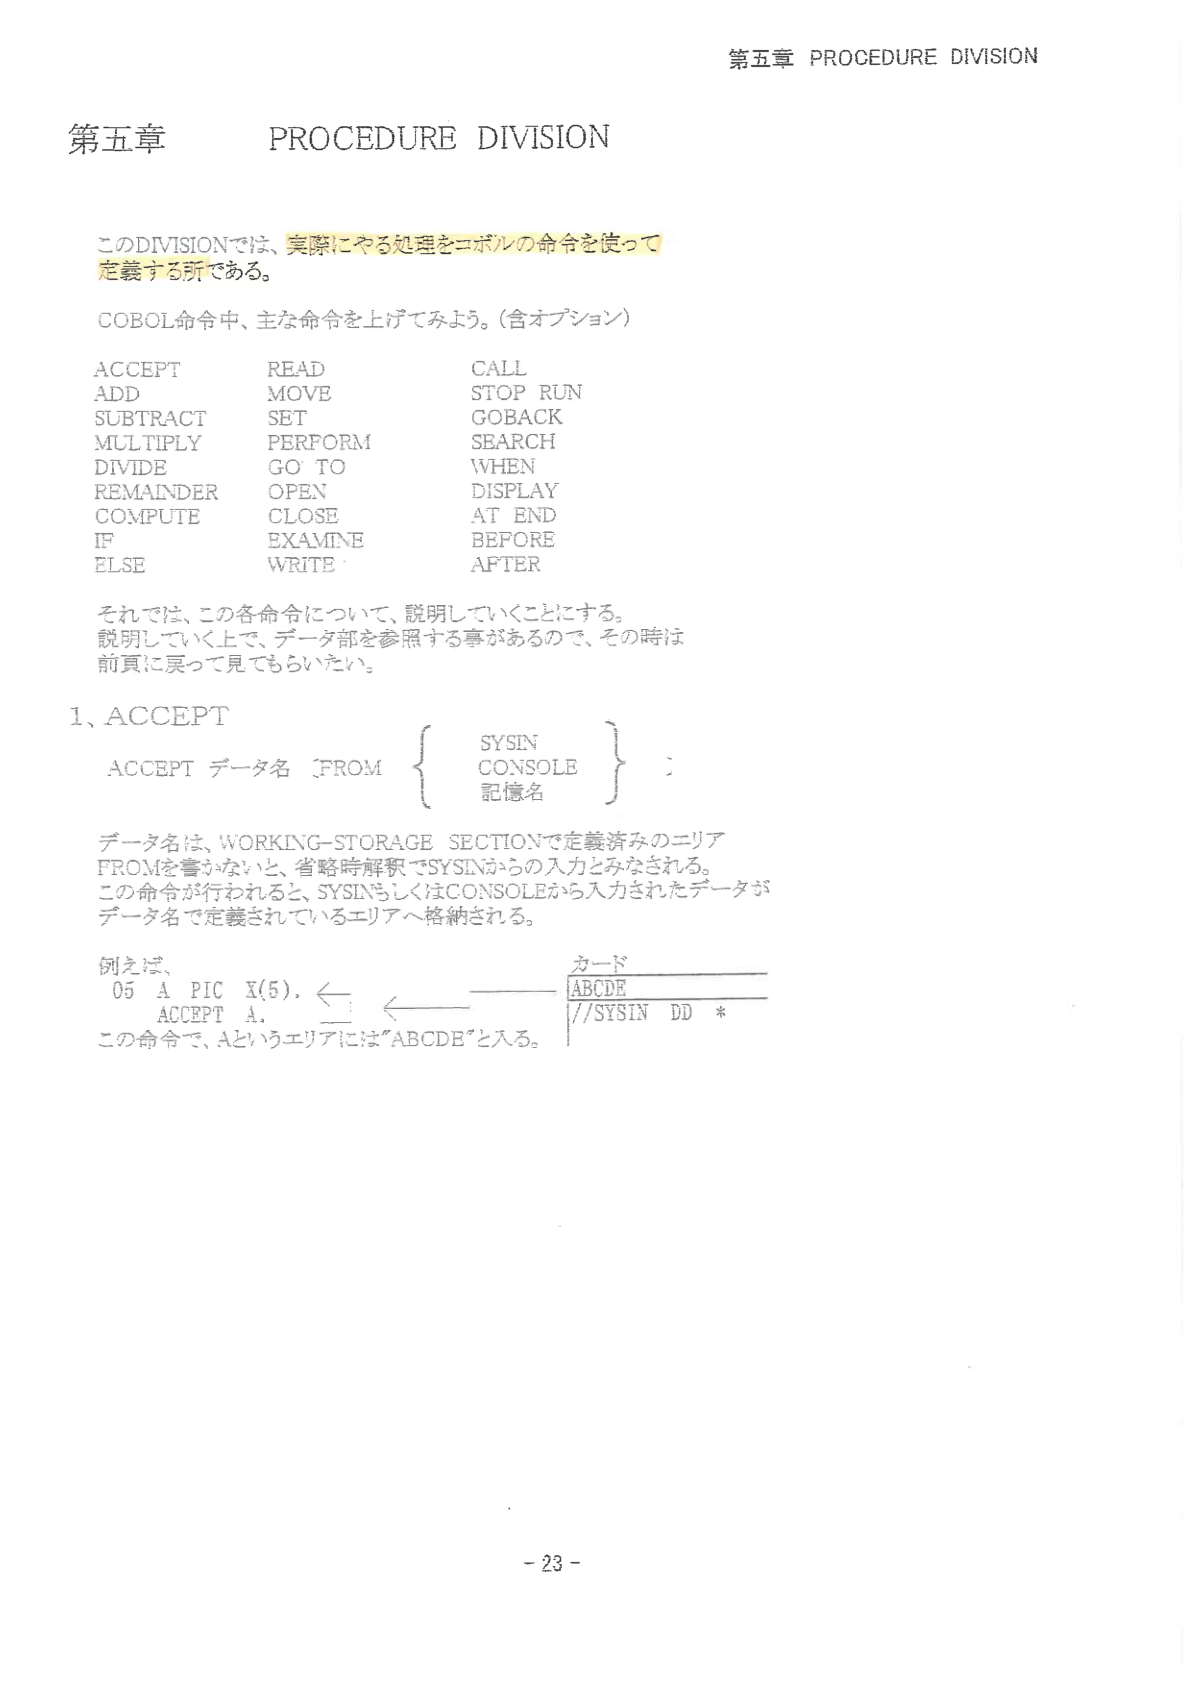 第五章 PROCEDURE DIVISION
第五章 PROCEDURE DIVISION
このDIVISIONでは、実際にやる処理をコボルの命令を使って
定義する所である。
COBOL命令中、主な命令を上げてみよう。(含オプション)
ACCEPT READ CALL
ADD MOVE STOP RUN
SUBTRACT SET GOBACK
MULTIPLY PERFORM SEARCH
DIVIDE GO TO WHEN
REMAINDER OPEN DISPLAY
COMPUTE CLOSE AT END
IF EXAMINE BEFORE
ELSE WRITE AFTER
それでは、この各命令について、説明していくことにする。
説明していく上で、データ部を参照する事があるので、その時は
前頁に戻って見てもらいたい。
1、ACCEPT
SYSIN
ACCEPT データ名 [FROM { CONSOLE } ]
記憶名
データ名は、WORKING-STORAGE SECTIONで定義済みのエリア
FROMを書かないと、省略時解釈でSYSINからの入力とみなされる。
この命令が行われると、SYSINもしくはCONSOLEから入力されたデータが
データ名で定義されているエリアへ格納される。
例えば、 カード
05 A PIC X(5). ABCDE
ACCEPT A. //SYSIN DD *
この命令で、Aというエリアには"ABCDE"と入る。
- 23 -